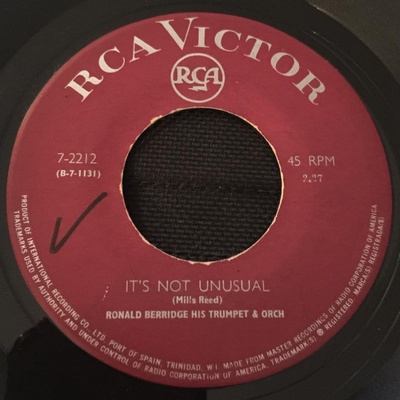 RCA VICTOR
RCA
7-2212
(B-7-1131)
45 RPM
2.27
IT'S NOT UNUSUAL
(Mills Reed)
RONALD BERRIDGE HIS TRUMPET & ORCH
PRODUCT OF INTERNATIONAL RECORDING CO. LTD. PORT OF SPAIN, TRINIDAD, W.I. MADE FROM MASTER RECORDINGS OF RADIO CORPORATION OF AMERICA
TRADEMARKS USED BY AUTHORITY AND UNDER CONTROL OF RADIO CORPORATION OF AMERICA. TRADEMARK(S) ® REGISTERED. MARCA(S) REGISTRADA(S)